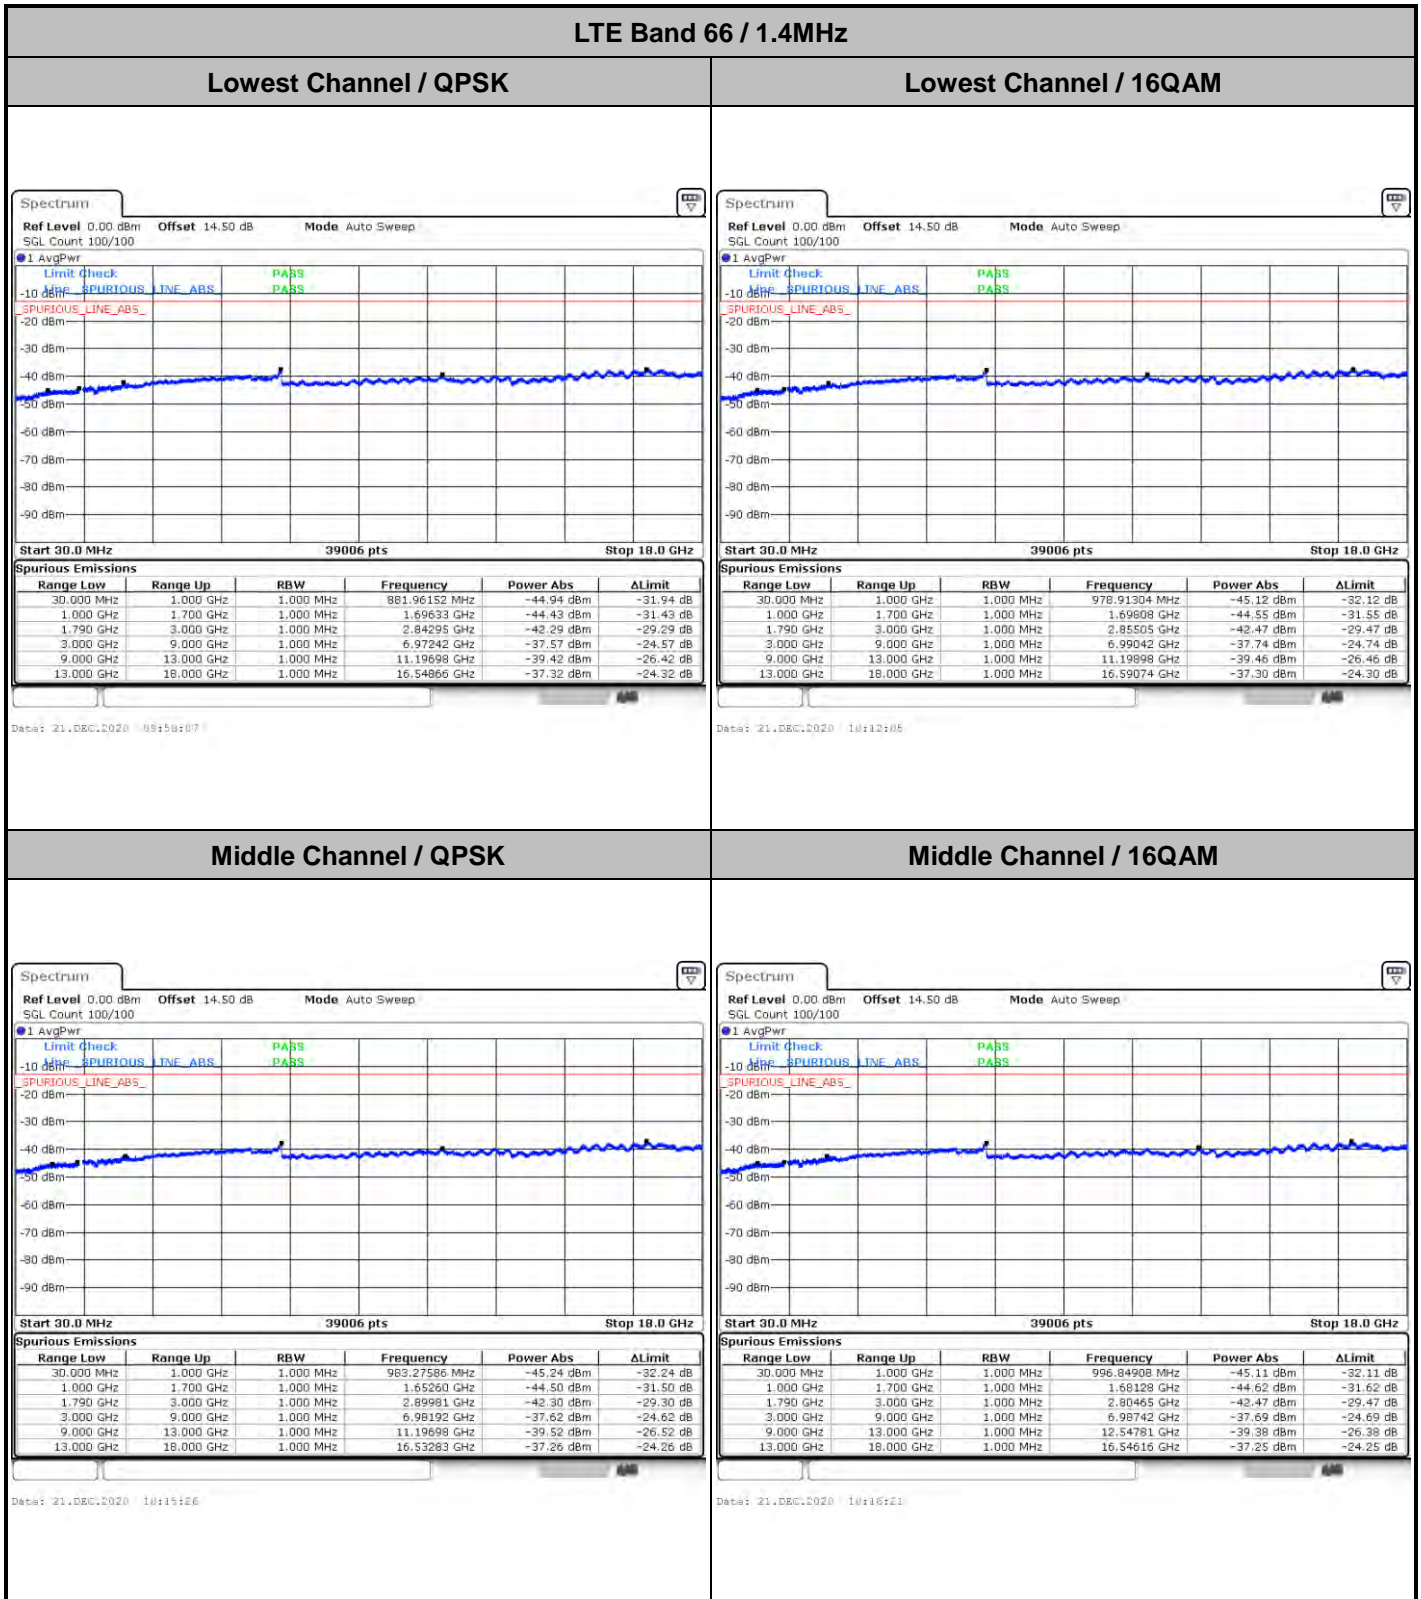 LTE Band 66 / 1.4MHz
Lowest Channel / QPSK
Lowest Channel / 16QAM
Spectrum
Ref Level 0.00 dBm Offset 14.50 dB Mode Auto Sweep
SGL Count 100/100
1 AvgPwr
Limit Check PASS
Line _SPURIOUS_LINE_ABS_ PASS
-10 dBm
_SPURIOUS_LINE_ABS_
-20 dBm
-30 dBm
-40 dBm
-50 dBm
-60 dBm
-70 dBm
-80 dBm
-90 dBm
Start 30.0 MHz 39006 pts Stop 18.0 GHz
Spurious Emissions
Range Low Range Up RBW Frequency Power Abs ΔLimit
30.000 MHz 1.000 GHz 1.000 MHz 881.96152 MHz -44.94 dBm -31.94 dB
1.000 GHz 1.700 GHz 1.000 MHz 1.69633 GHz -44.43 dBm -31.43 dB
1.790 GHz 3.000 GHz 1.000 MHz 2.84295 GHz -42.29 dBm -29.29 dB
3.000 GHz 9.000 GHz 1.000 MHz 6.97242 GHz -37.57 dBm -24.57 dB
9.000 GHz 13.000 GHz 1.000 MHz 11.19698 GHz -39.42 dBm -26.42 dB
13.000 GHz 18.000 GHz 1.000 MHz 16.54866 GHz -37.32 dBm -24.32 dB
Date: 21.DEC.2020 09:58:07
Spectrum
Ref Level 0.00 dBm Offset 14.50 dB Mode Auto Sweep
SGL Count 100/100
1 AvgPwr
Limit Check PASS
Line _SPURIOUS_LINE_ABS_ PASS
-10 dBm
_SPURIOUS_LINE_ABS_
-20 dBm
-30 dBm
-40 dBm
-50 dBm
-60 dBm
-70 dBm
-80 dBm
-90 dBm
Start 30.0 MHz 39006 pts Stop 18.0 GHz
Spurious Emissions
Range Low Range Up RBW Frequency Power Abs ΔLimit
30.000 MHz 1.000 GHz 1.000 MHz 978.91304 MHz -45.12 dBm -32.12 dB
1.000 GHz 1.700 GHz 1.000 MHz 1.69808 GHz -44.55 dBm -31.55 dB
1.790 GHz 3.000 GHz 1.000 MHz 2.85505 GHz -42.47 dBm -29.47 dB
3.000 GHz 9.000 GHz 1.000 MHz 6.99042 GHz -37.74 dBm -24.74 dB
9.000 GHz 13.000 GHz 1.000 MHz 11.19898 GHz -39.46 dBm -26.46 dB
13.000 GHz 18.000 GHz 1.000 MHz 16.59074 GHz -37.30 dBm -24.30 dB
Date: 21.DEC.2020 10:12:05
Middle Channel / QPSK
Middle Channel / 16QAM
Spectrum
Ref Level 0.00 dBm Offset 14.50 dB Mode Auto Sweep
SGL Count 100/100
1 AvgPwr
Limit Check PASS
Line _SPURIOUS_LINE_ABS_ PASS
-10 dBm
_SPURIOUS_LINE_ABS_
-20 dBm
-30 dBm
-40 dBm
-50 dBm
-60 dBm
-70 dBm
-80 dBm
-90 dBm
Start 30.0 MHz 39006 pts Stop 18.0 GHz
Spurious Emissions
Range Low Range Up RBW Frequency Power Abs ΔLimit
30.000 MHz 1.000 GHz 1.000 MHz 983.27586 MHz -45.24 dBm -32.24 dB
1.000 GHz 1.700 GHz 1.000 MHz 1.65260 GHz -44.50 dBm -31.50 dB
1.790 GHz 3.000 GHz 1.000 MHz 2.89981 GHz -42.30 dBm -29.30 dB
3.000 GHz 9.000 GHz 1.000 MHz 6.98192 GHz -37.62 dBm -24.62 dB
9.000 GHz 13.000 GHz 1.000 MHz 11.19698 GHz -39.52 dBm -26.52 dB
13.000 GHz 18.000 GHz 1.000 MHz 16.53283 GHz -37.26 dBm -24.26 dB
Date: 21.DEC.2020 10:15:26
Spectrum
Ref Level 0.00 dBm Offset 14.50 dB Mode Auto Sweep
SGL Count 100/100
1 AvgPwr
Limit Check PASS
Line _SPURIOUS_LINE_ABS_ PASS
-10 dBm
_SPURIOUS_LINE_ABS_
-20 dBm
-30 dBm
-40 dBm
-50 dBm
-60 dBm
-70 dBm
-80 dBm
-90 dBm
Start 30.0 MHz 39006 pts Stop 18.0 GHz
Spurious Emissions
Range Low Range Up RBW Frequency Power Abs ΔLimit
30.000 MHz 1.000 GHz 1.000 MHz 996.84908 MHz -45.11 dBm -32.11 dB
1.000 GHz 1.700 GHz 1.000 MHz 1.68128 GHz -44.62 dBm -31.62 dB
1.790 GHz 3.000 GHz 1.000 MHz 2.80465 GHz -42.47 dBm -29.47 dB
3.000 GHz 9.000 GHz 1.000 MHz 6.98742 GHz -37.69 dBm -24.69 dB
9.000 GHz 13.000 GHz 1.000 MHz 12.54781 GHz -39.38 dBm -26.38 dB
13.000 GHz 18.000 GHz 1.000 MHz 16.54616 GHz -37.25 dBm -24.25 dB
Date: 21.DEC.2020 10:16:21